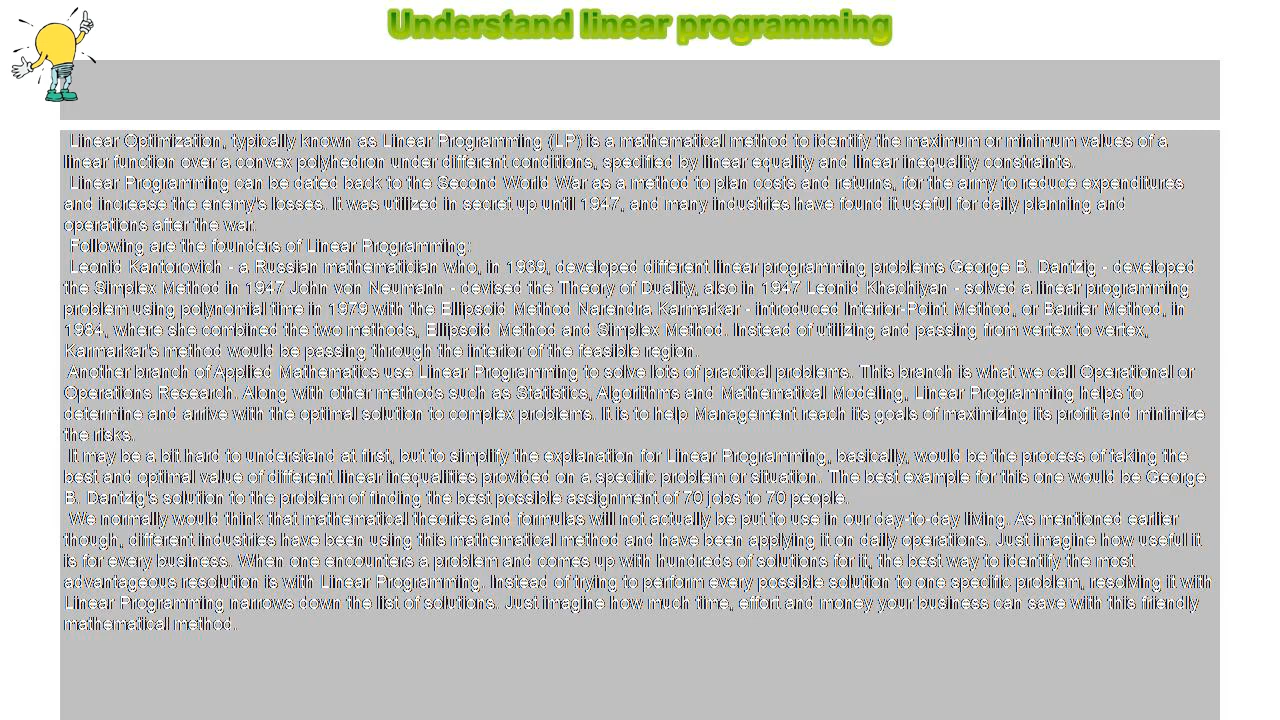 Understand linear programming
Linear Optimization, typically known as Linear Programming (LP) is a mathematical method to identify the maximum or minimum values of a
linear function over a convex polyhedron under different conditions, specified by linear equality and linear inequality constraints.
Linear Programming can be dated back to the Second World War as a method to plan costs and returns, for the army to reduce expenditures
and increase the enemy's losses. It was utilized in secret up until 1947, and many industries have found it useful for daily planning and
operations after the war.
Following are the founders of Linear Programming:
Leonid Kantorovich - a Russian mathematician who, in 1939, developed different linear programming problems George B. Dantzig - developed
the Simplex Method in 1947 John von Neumann - devised the Theory of Duality, also in 1947 Leonid Khachiyan - solved a linear programming
problem using polynomial time in 1979 with the Ellipsoid Method Narendra Karmarkar - introduced Interior-Point Method, or Barrier Method, in
1984, where she combined the two methods, Ellipsoid Method and Simplex Method. Instead of utilizing and passing from vertex to vertex,
Karmarkar's method would be passing through the interior of the feasible region.
Another branch of Applied Mathematics use Linear Programming to solve lots of practical problems. This branch is what we call Operational or
Operations Research. Along with other methods such as Statistics, Algorithms and Mathematical Modeling, Linear Programming helps to
determine and arrive with the optimal solution to complex problems. It is to help Management reach its goals of maximizing its profit and minimize
the risks.
It may be a bit hard to understand at first, but to simplify the explanation for Linear Programming, basically, would be the process of taking the
best and optimal value of different linear inequalities provided on a specific problem or situation. The best example for this one would be George
B. Dantzig's solution to the problem of finding the best possible assignment of 70 jobs to 70 people.
We normally would think that mathematical theories and formulas will not actually be put to use in our day-to-day living. As mentioned earlier
though, different industries have been using this mathematical method and have been applying it on daily operations. Just imagine how useful it
is for every business. When one encounters a problem and comes up with hundreds of solutions for it, the best way to identify the most
advantageous resolution is with Linear Programming. Instead of trying to perform every possible solution to one specific problem, resolving it with
Linear Programming narrows down the list of solutions. Just imagine how much time, effort and money your business can save with this friendly
mathematical method.